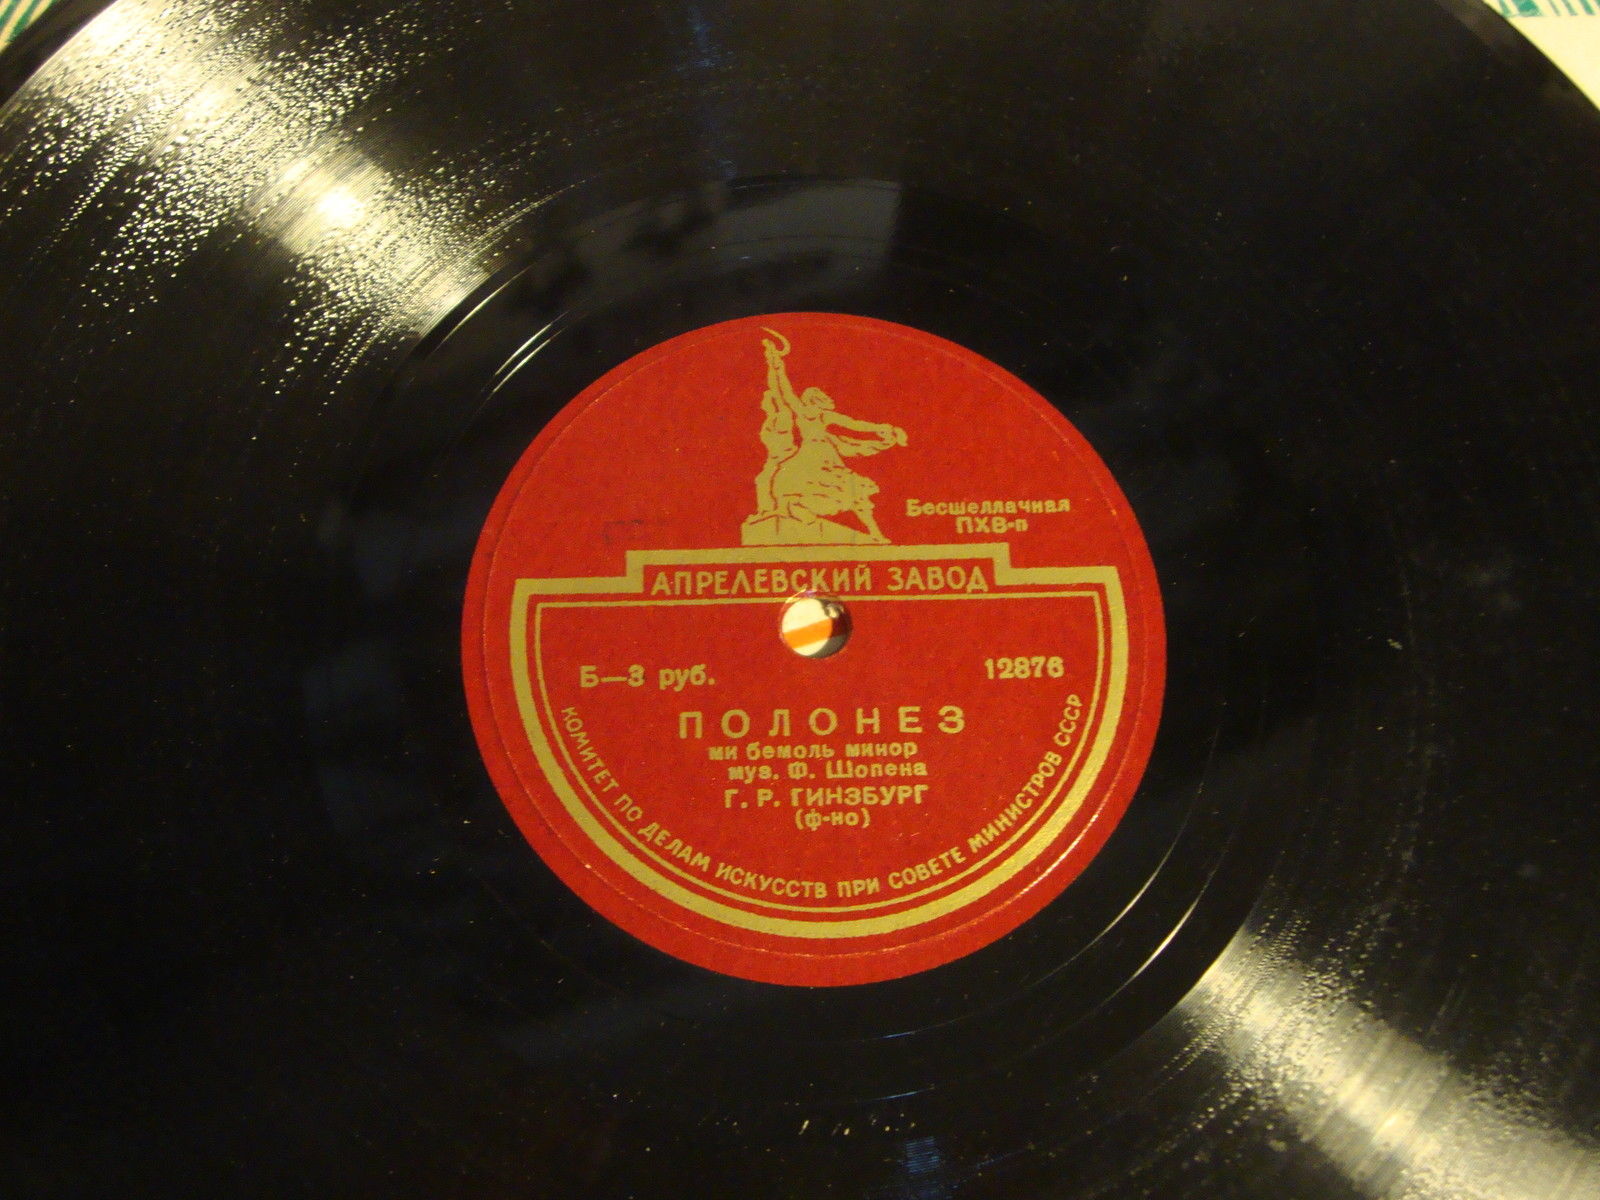 Бесшеллачная
ПХВ-п
АПРЕЛЕВСКИЙ ЗАВОД
Б—3 руб.
12876
ПОЛОНЕЗ
ми бемоль минор
муз. Ф. Шопена
Г. Р. ГИНЗБУРГ
(ф-но)
КОМИТЕТ ПО ДЕЛАМ ИСКУССТВ ПРИ СОВЕТЕ МИНИСТРОВ СССР